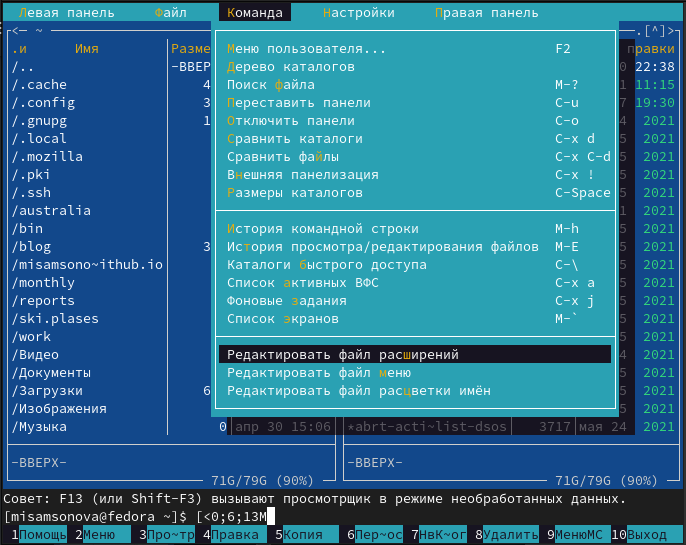 Левая панель Файл Команда Настройки Правая панель
<─ ~ .[^]>
.и Имя Разме правки
Меню пользователя... F2
/.. -ВВЕР 22:38
Дерево каталогов
/.cache 4 11:15
Поиск файла M-?
/.config 3 19:30
Переставить панели C-u
/.gnupg 1 2021
Отключить панели C-o
/.local 2021
Сравнить каталоги C-x d
/.mozilla 2021
Сравнить файлы C-x C-d
/.pki 2021
Внешняя панелизация C-x !
/.ssh 2021
Размеры каталогов C-Space
/australia 2021
/bin 2021
История командной строки M-h
/blog 3 2021
История просмотра/редактирования файлов M-E
/misamsono~ithub.io 2021
Каталоги быстрого доступа C-\
/monthly 2021
Список активных ВФС C-x a
/reports 2021
Фоновые задания C-x j
/ski.plases 2021
Список экранов M-`
/work 2021
/Видео 2021
Редактировать файл расширений
/Документы 2021
Редактировать файл меню
/Загрузки 6 2021
Редактировать файл расцветки имён
/Изображения 2021
/Музыка 0 апр 30 15:06 *abrt-acti~list-dsos 3717 мая 24 2021
-ВВЕРХ- -ВВЕРХ-
71G/79G (90%) 71G/79G (90%)
Совет: F13 (или Shift-F3) вызывают просмотрщик в режиме необработанных данных.
[misamsonova@fedora ~]$ [<0;6;13M
1Помощь 2Меню 3Про~тр 4Правка 5Копия 6Пер~ос 7НвК~ог 8Удалить 9МенюMC 10Выход